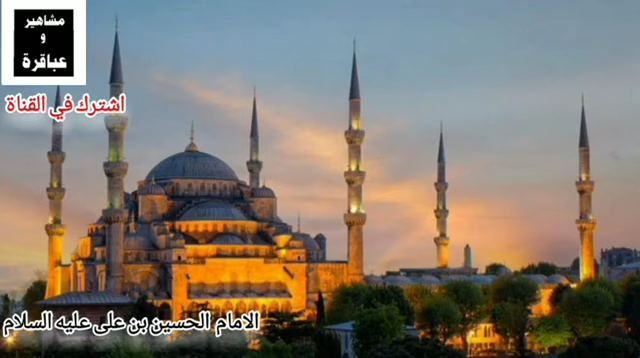 مشاهير
و
عباقرة
اشترك في القناة
الامام الحسين بن على عليه السلام